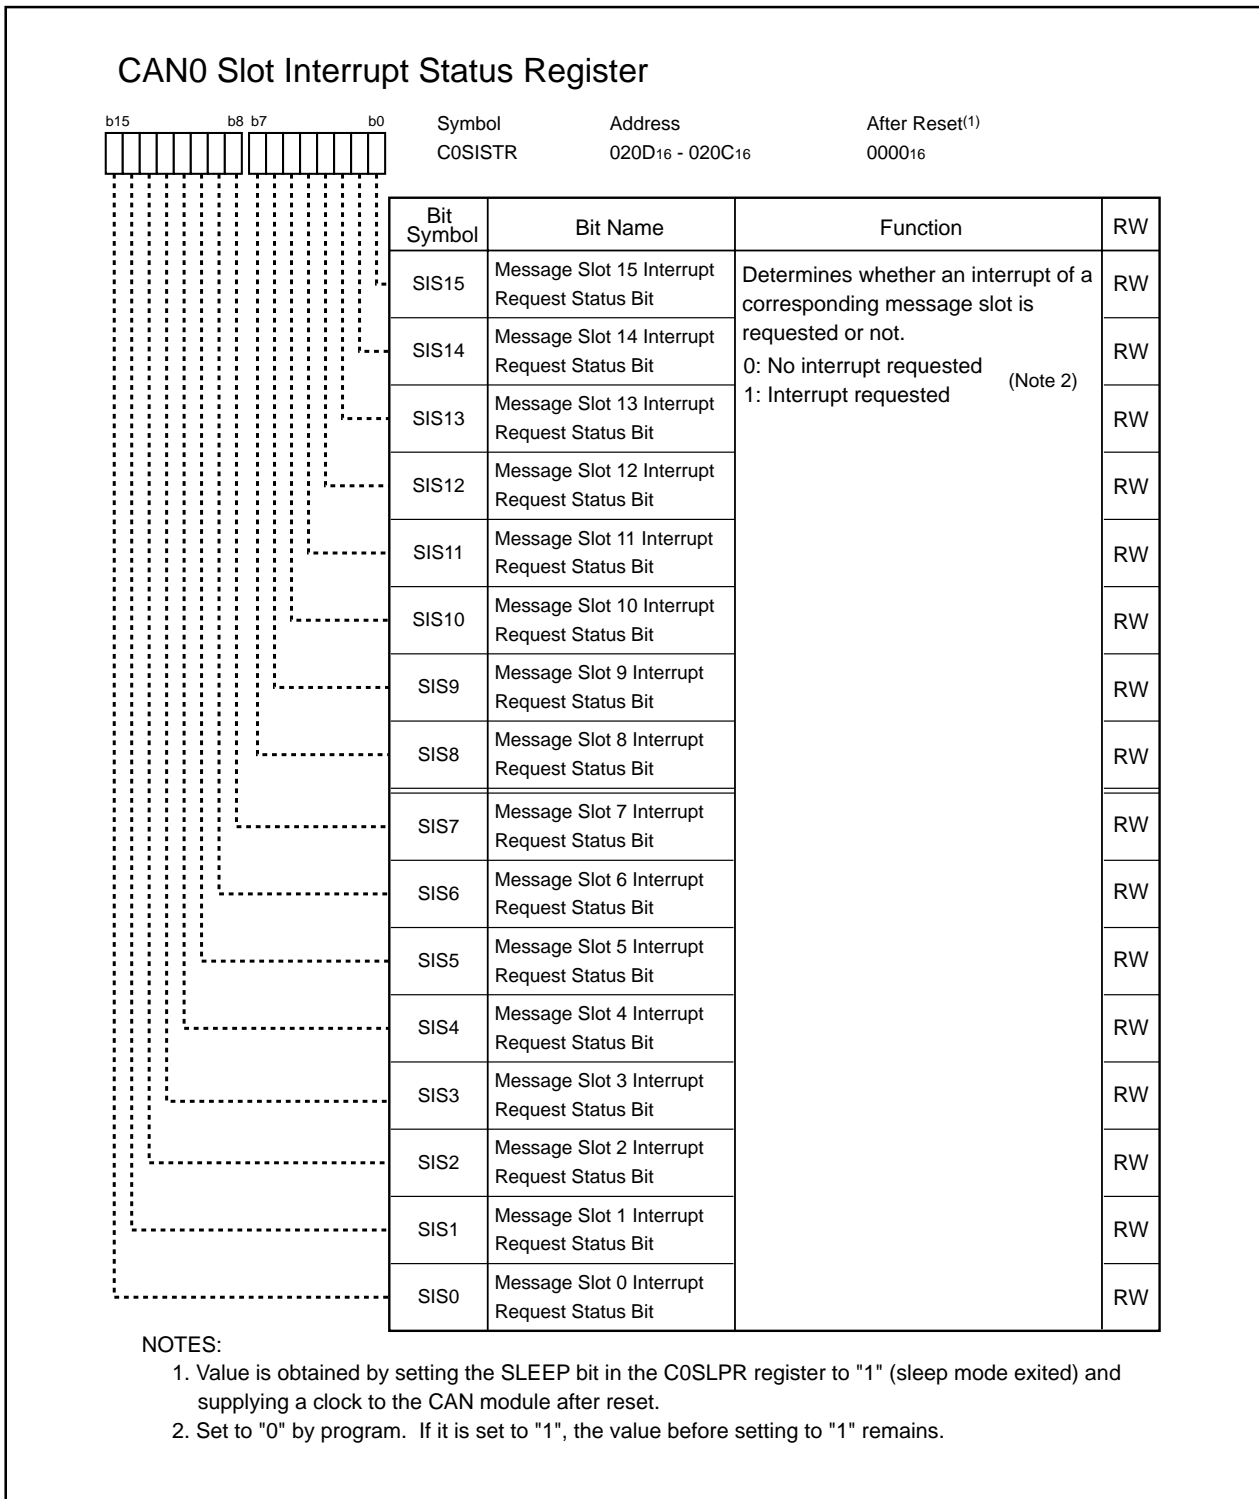 CAN0 Slot Interrupt Status Register
b15 b8 b7 b0
Symbol Address After Reset(1)
C0SISTR 020D16 - 020C16 000016
Bit Symbol Bit Name Function RW
SIS15 Message Slot 15 Interrupt
Request Status Bit RW
Determines whether an interrupt of a
corresponding message slot is
requested or not.
0: No interrupt requested
1: Interrupt requested
(Note 2)
SIS14 Message Slot 14 Interrupt
Request Status Bit RW
SIS13 Message Slot 13 Interrupt
Request Status Bit RW
SIS12 Message Slot 12 Interrupt
Request Status Bit RW
SIS11 Message Slot 11 Interrupt
Request Status Bit RW
SIS10 Message Slot 10 Interrupt
Request Status Bit RW
SIS9 Message Slot 9 Interrupt
Request Status Bit RW
SIS8 Message Slot 8 Interrupt
Request Status Bit RW
SIS7 Message Slot 7 Interrupt
Request Status Bit RW
SIS6 Message Slot 6 Interrupt
Request Status Bit RW
SIS5 Message Slot 5 Interrupt
Request Status Bit RW
SIS4 Message Slot 4 Interrupt
Request Status Bit RW
SIS3 Message Slot 3 Interrupt
Request Status Bit RW
SIS2 Message Slot 2 Interrupt
Request Status Bit RW
SIS1 Message Slot 1 Interrupt
Request Status Bit RW
SIS0 Message Slot 0 Interrupt
Request Status Bit RW
NOTES:
1. Value is obtained by setting the SLEEP bit in the C0SLPR register to "1" (sleep mode exited) and
supplying a clock to the CAN module after reset.
2. Set to "0" by program. If it is set to "1", the value before setting to "1" remains.